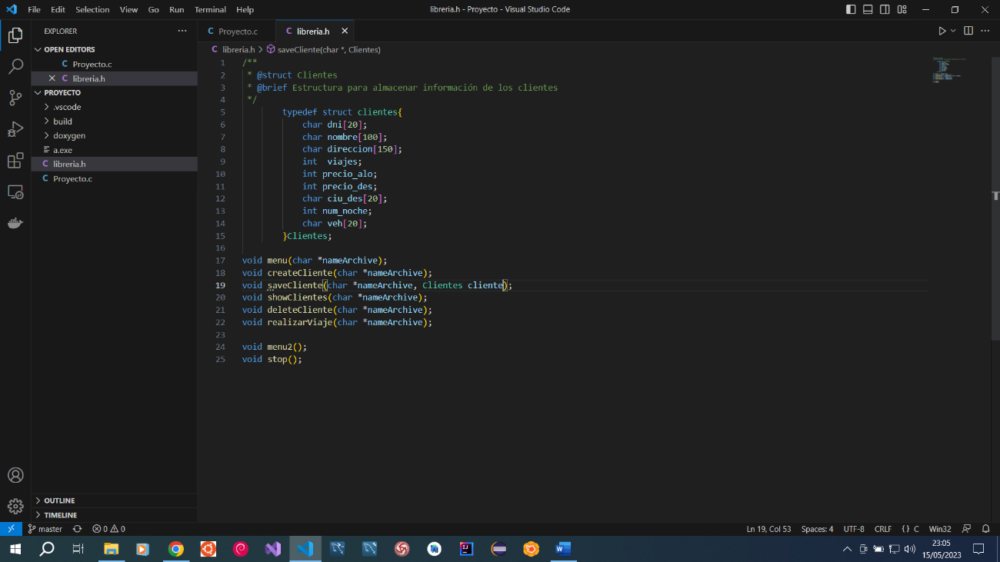 File Edit Selection View Go Run Terminal Help
libreria.h - Proyecto - Visual Studio Code
EXPLORER
OPEN EDITORS
Proyecto.c
libreria.h
PROYECTO
.vscode
build
doxygen
a.exe
libreria.h
Proyecto.c
OUTLINE
TIMELINE
C Proyecto.c C libreria.h
C libreria.h > saveCliente(char *, Clientes)
1 /**
2 * @struct Clientes
3 * @brief Estructura para almacenar información de los clientes
4 */
5 typedef struct clientes{
6 char dni[20];
7 char nombre[100];
8 char direccion[150];
9 int viajes;
10 int precio_alo;
11 int precio_des;
12 char ciu_des[20];
13 int num_noche;
14 char veh[20];
15 }Clientes;
16
17 void menu(char *nameArchive);
18 void createCliente(char *nameArchive);
19 void saveCliente(char *nameArchive, Clientes cliente);
20 void showClientes(char *nameArchive);
21 void deleteCliente(char *nameArchive);
22 void realizarViaje(char *nameArchive);
23
24 void menu2();
25 void stop();
master 0 0 Ln 19, Col 53 Spaces: 4 UTF-8 CRLF {} C Win32
23:05
15/05/2023